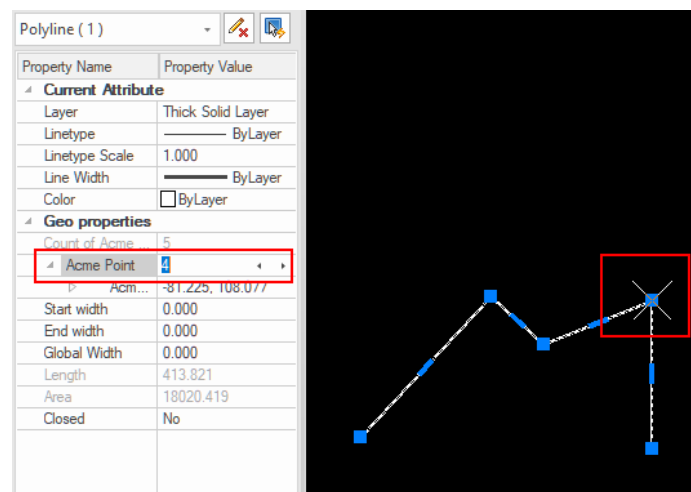 Polyline ( 1 )
Property Name Property Value
Current Attribute
Layer Thick Solid Layer
Linetype ByLayer
Linetype Scale 1.000
Line Width ByLayer
Color ByLayer
Geo properties
Count of Acme ... 5
Acme Point 4
Acm... -81.225, 108.077
Start width 0.000
End width 0.000
Global Width 0.000
Length 413.821
Area 18020.419
Closed No